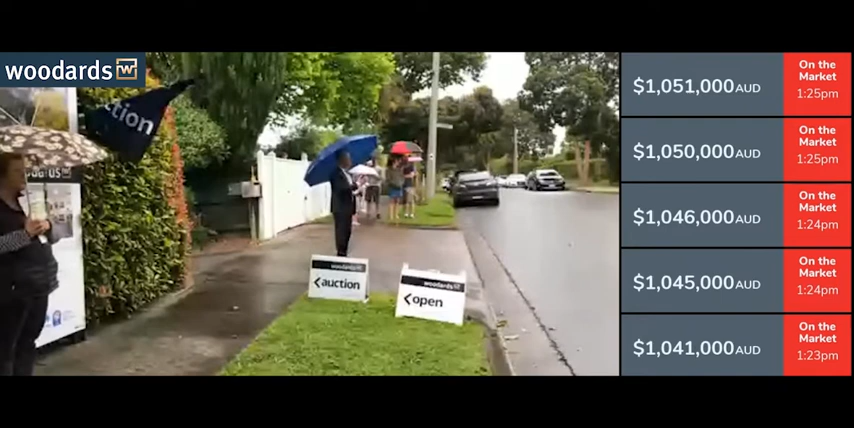 woodards
ction
woodards
auction
woodards
open
$1,051,000AUD
On the
Market
1:25pm
$1,050,000AUD
On the
Market
1:25pm
$1,046,000AUD
On the
Market
1:24pm
$1,045,000AUD
On the
Market
1:24pm
$1,041,000AUD
On the
Market
1:23pm